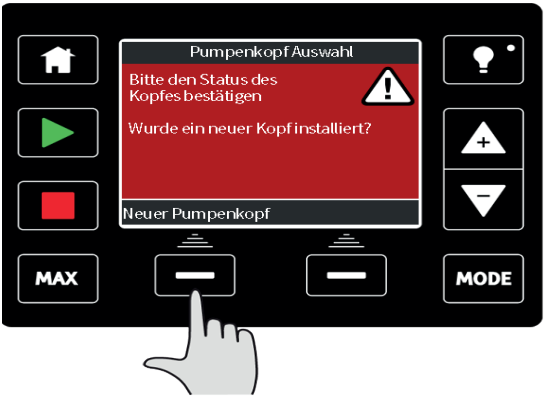 Pumpenkopf Auswahl
Bitte den Status des
Kopfes bestätigen
Wurde ein neuer Kopf installiert?
Neuer Pumpenkopf
MAX
MODE